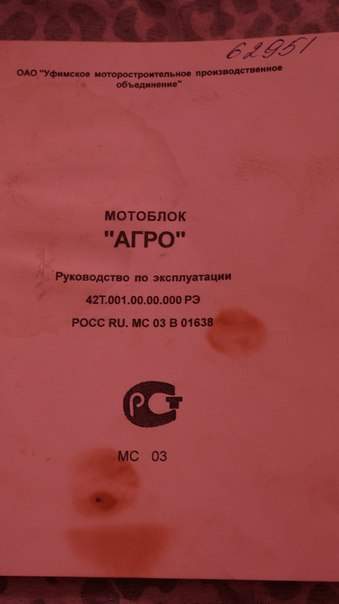 62951
ОАО "Уфимское моторостроительное производственное
объединение"
МОТОБЛОК
"АГРО"
Руководство по эксплуатации
42Т.001.00.00.000 РЭ
РОСС RU. МС 03 В 01638
РСТ
МС 03